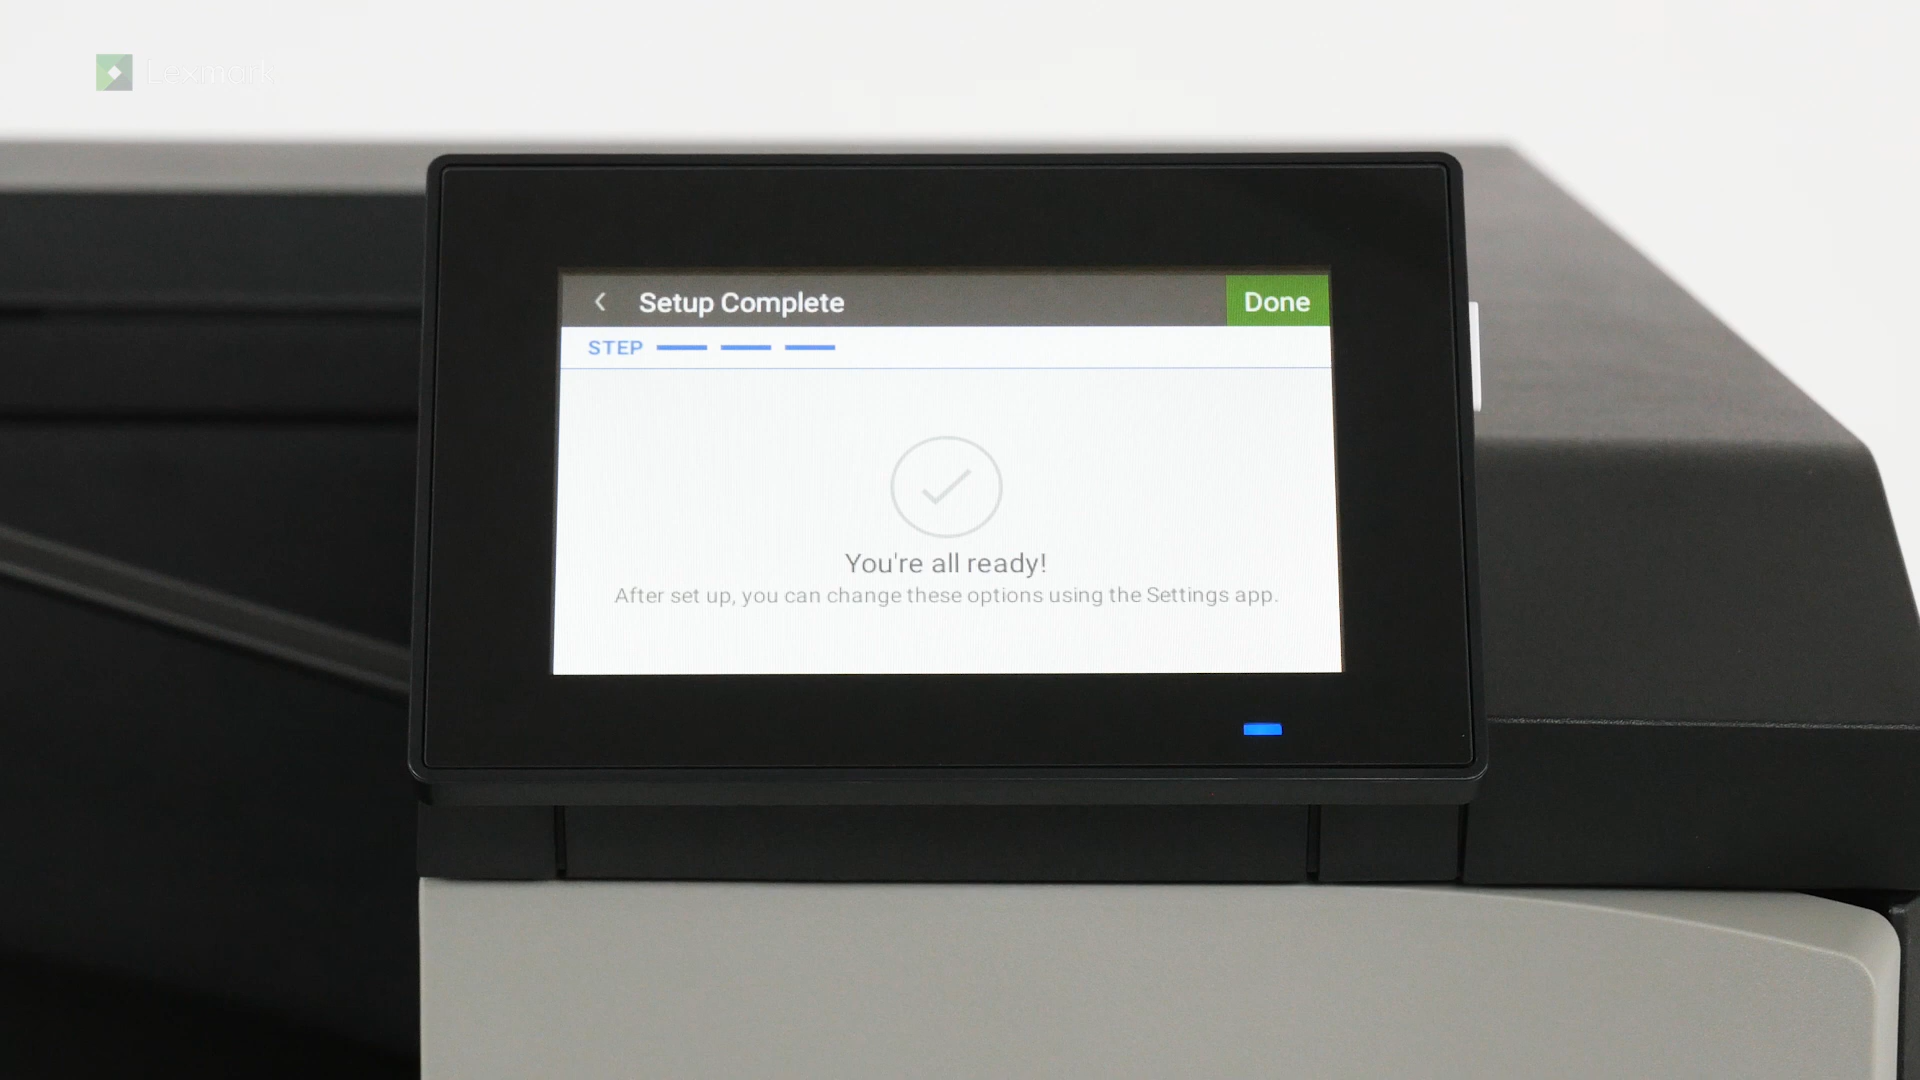 Lexmark
Setup Complete
Done
STEP
You're all ready!
After set up, you can change these options using the Settings app.